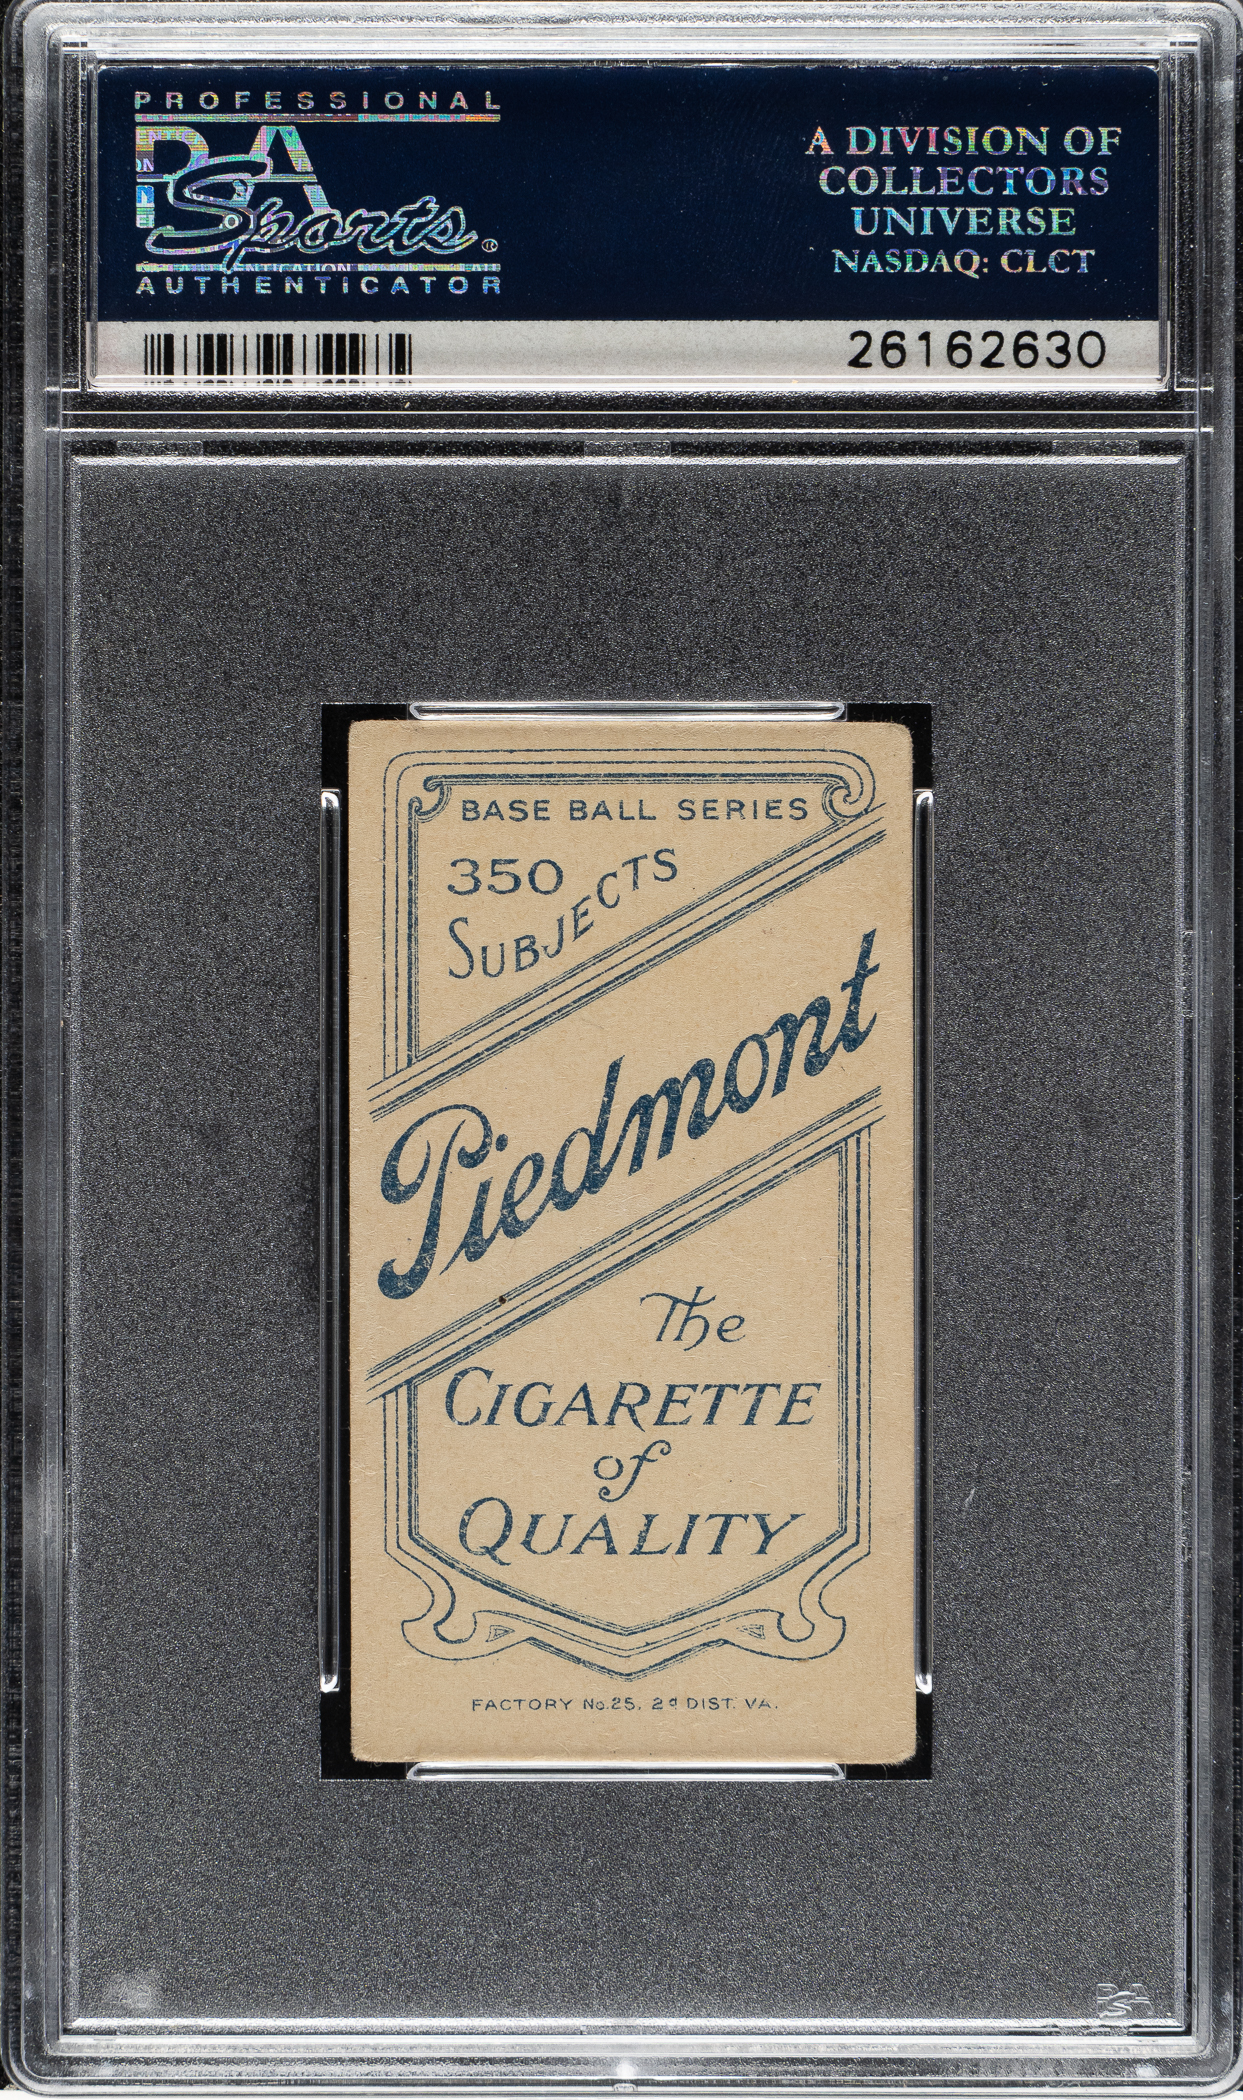 PROFESSIONAL
PSA
Sports®
AUTHENTICATOR
A DIVISION OF
COLLECTORS
UNIVERSE
NASDAQ: CLCT
26162630
BASE BALL SERIES
350
SUBJECTS
Piedmont
The
CIGARETTE
of
QUALITY
FACTORY No. 25, 2d DIST. VA.
PSA